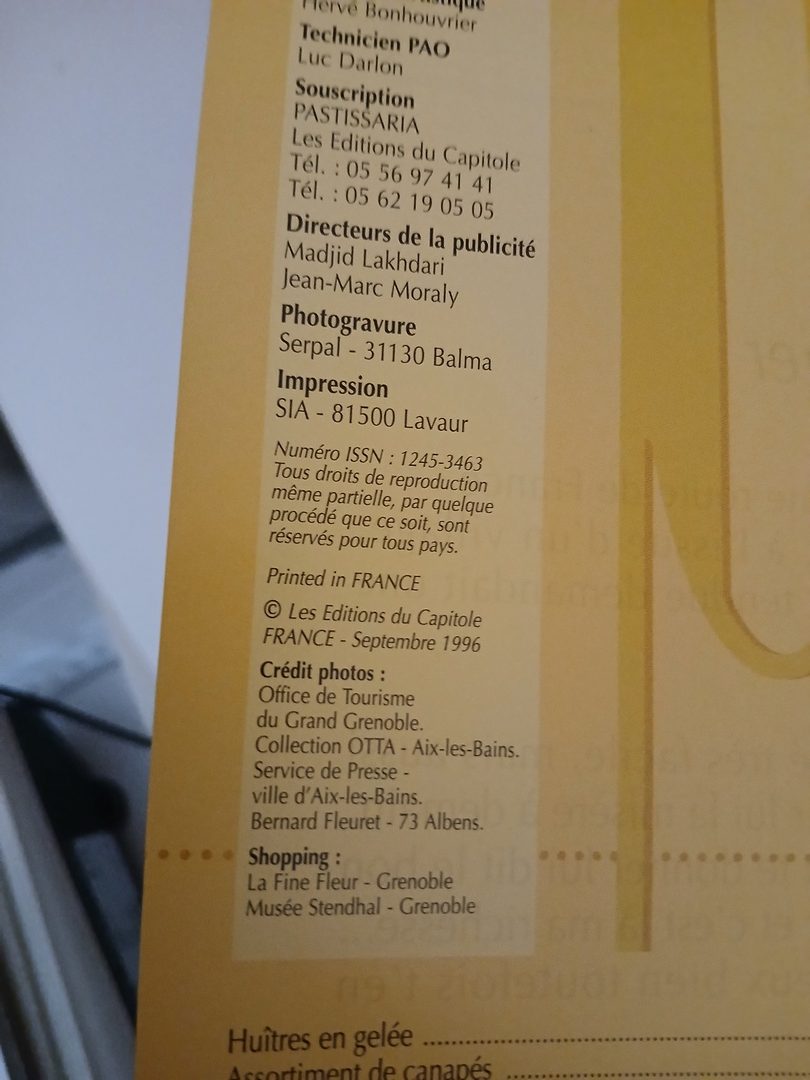 Hervé Bonhouvrier
Technicien PAO
Luc Darlon
Souscription
PASTISSARIA
Les Editions du Capitole
Tél. : 05 56 97 41 41
Tél. : 05 62 19 05 05
Directeurs de la publicité
Madjid Lakhdari
Jean-Marc Moraly
Photogravure
Serpal - 31130 Balma
Impression
SIA - 81500 Lavaur
Numéro ISSN : 1245-3463
Tous droits de reproduction
même partielle, par quelque
procédé que ce soit, sont
réservés pour tous pays.
Printed in FRANCE
© Les Editions du Capitole
FRANCE - Septembre 1996
Crédit photos :
Office de Tourisme
du Grand Grenoble.
Collection OTTA - Aix-les-Bains.
Service de Presse -
ville d'Aix-les-Bains.
Bernard Fleuret - 73 Albens.
Shopping :
La Fine Fleur - Grenoble
Musée Stendhal - Grenoble
Huîtres en gelée
Assortiment de canapés